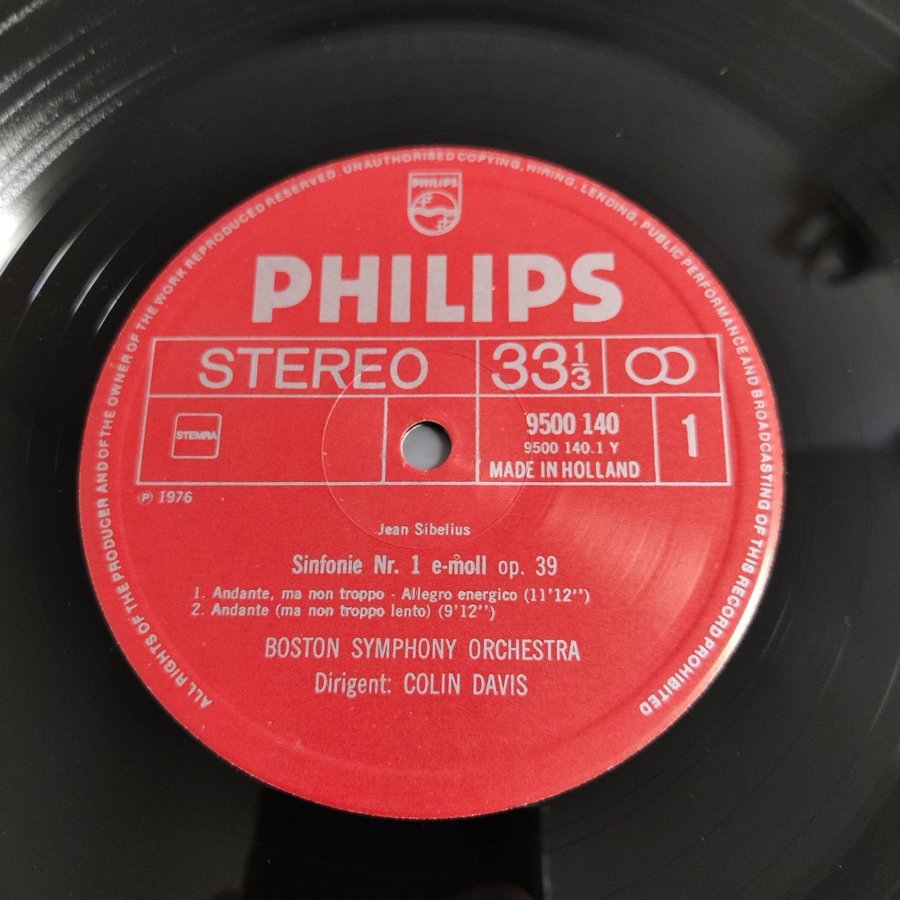 ALL RIGHTS OF THE PRODUCER AND OF THE OWNER OF THE WORK REPRODUCED RESERVED. UNAUTHORISED COPYING, HIRING, LENDING, PUBLIC PERFORMANCE AND BROADCASTING OF THIS RECORD PROHIBITED
PHILIPS
PHILIPS
STEREO 33 1/3
STEMRA 9500 140 1
9500 140.1 Y
MADE IN HOLLAND
℗ 1976
Jean Sibelius
Sinfonie Nr. 1 e-moll op. 39
1. Andante, ma non troppo - Allegro energico (11'12'')
2. Andante (ma non troppo lento) (9'12'')
BOSTON SYMPHONY ORCHESTRA
Dirigent: COLIN DAVIS